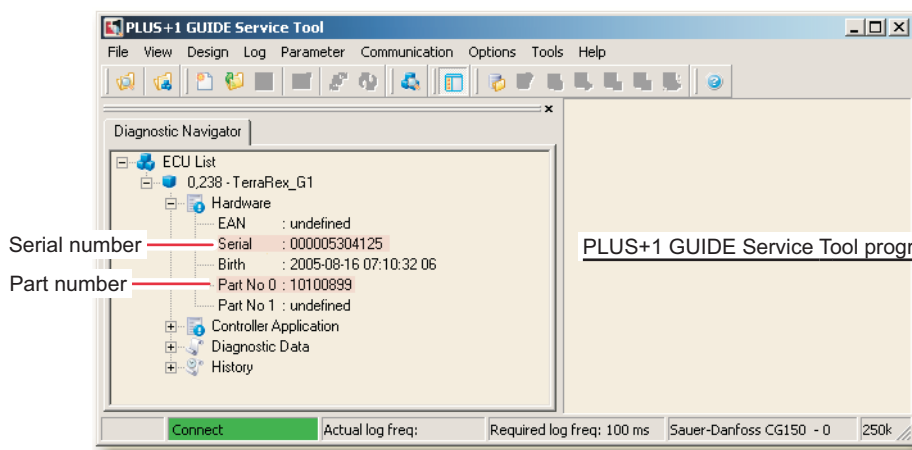 PLUS+1 GUIDE Service Tool
File View Design Log Parameter Communication Options Tools Help
Diagnostic Navigator
ECU List
0,238 - TerraRex_G1
Hardware
EAN : undefined
Serial number
Serial : 000005304125
PLUS+1 GUIDE Service Tool progr
Birth : 2005-08-16 07:10:32 06
Part number
Part No 0 : 10100899
Part No 1 : undefined
Controller Application
Diagnostic Data
History
Connect Actual log freq: Required log freq: 100 ms Sauer-Danfoss CG150 - 0 250k